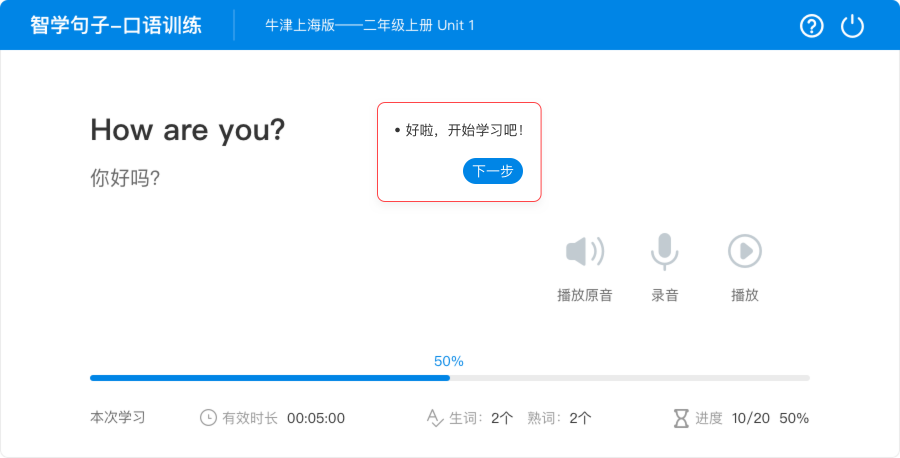 智学句子-口语训练
牛津上海版——二年级上册 Unit 1
How are you?
你好吗?
• 好啦，开始学习吧!
下一步
播放原音 录音 播放
50%
本次学习 有效时长 00:05:00 生词: 2个 熟词: 2个 进度 10/20 50%